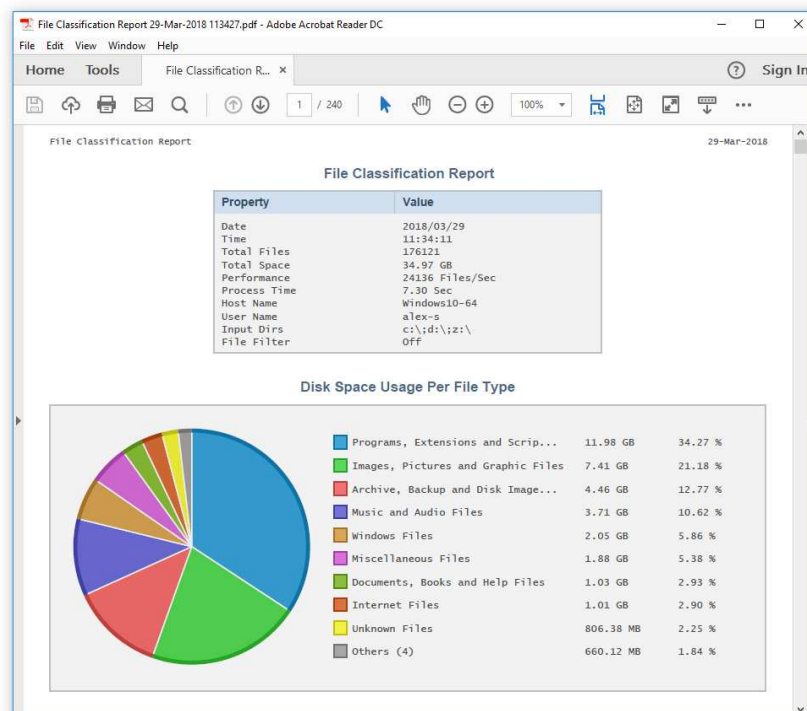 File Classification Report 29-Mar-2018 113427.pdf - Adobe Acrobat Reader DC
File Edit View Window Help
Home Tools File Classification R... × ? Sign In
1 / 240 100%
File Classification Report 29-Mar-2018
File Classification Report
Property Value
Date 2018/03/29
Time 11:34:11
Total Files 176121
Total Space 34.97 GB
Performance 24136 Files/Sec
Process Time 7.30 Sec
Host Name Windows10-64
User Name alex-s
Input Dirs c:\;d:\;z:\
File Filter Off
Disk Space Usage Per File Type
Programs, Extensions and Scrip... 11.98 GB 34.27 %
Images, Pictures and Graphic Files 7.41 GB 21.18 %
Archive, Backup and Disk Image... 4.46 GB 12.77 %
Music and Audio Files 3.71 GB 10.62 %
Windows Files 2.05 GB 5.86 %
Miscellaneous Files 1.88 GB 5.38 %
Documents, Books and Help Files 1.03 GB 2.93 %
Internet Files 1.01 GB 2.90 %
Unknown Files 806.38 MB 2.25 %
Others (4) 660.12 MB 1.84 %